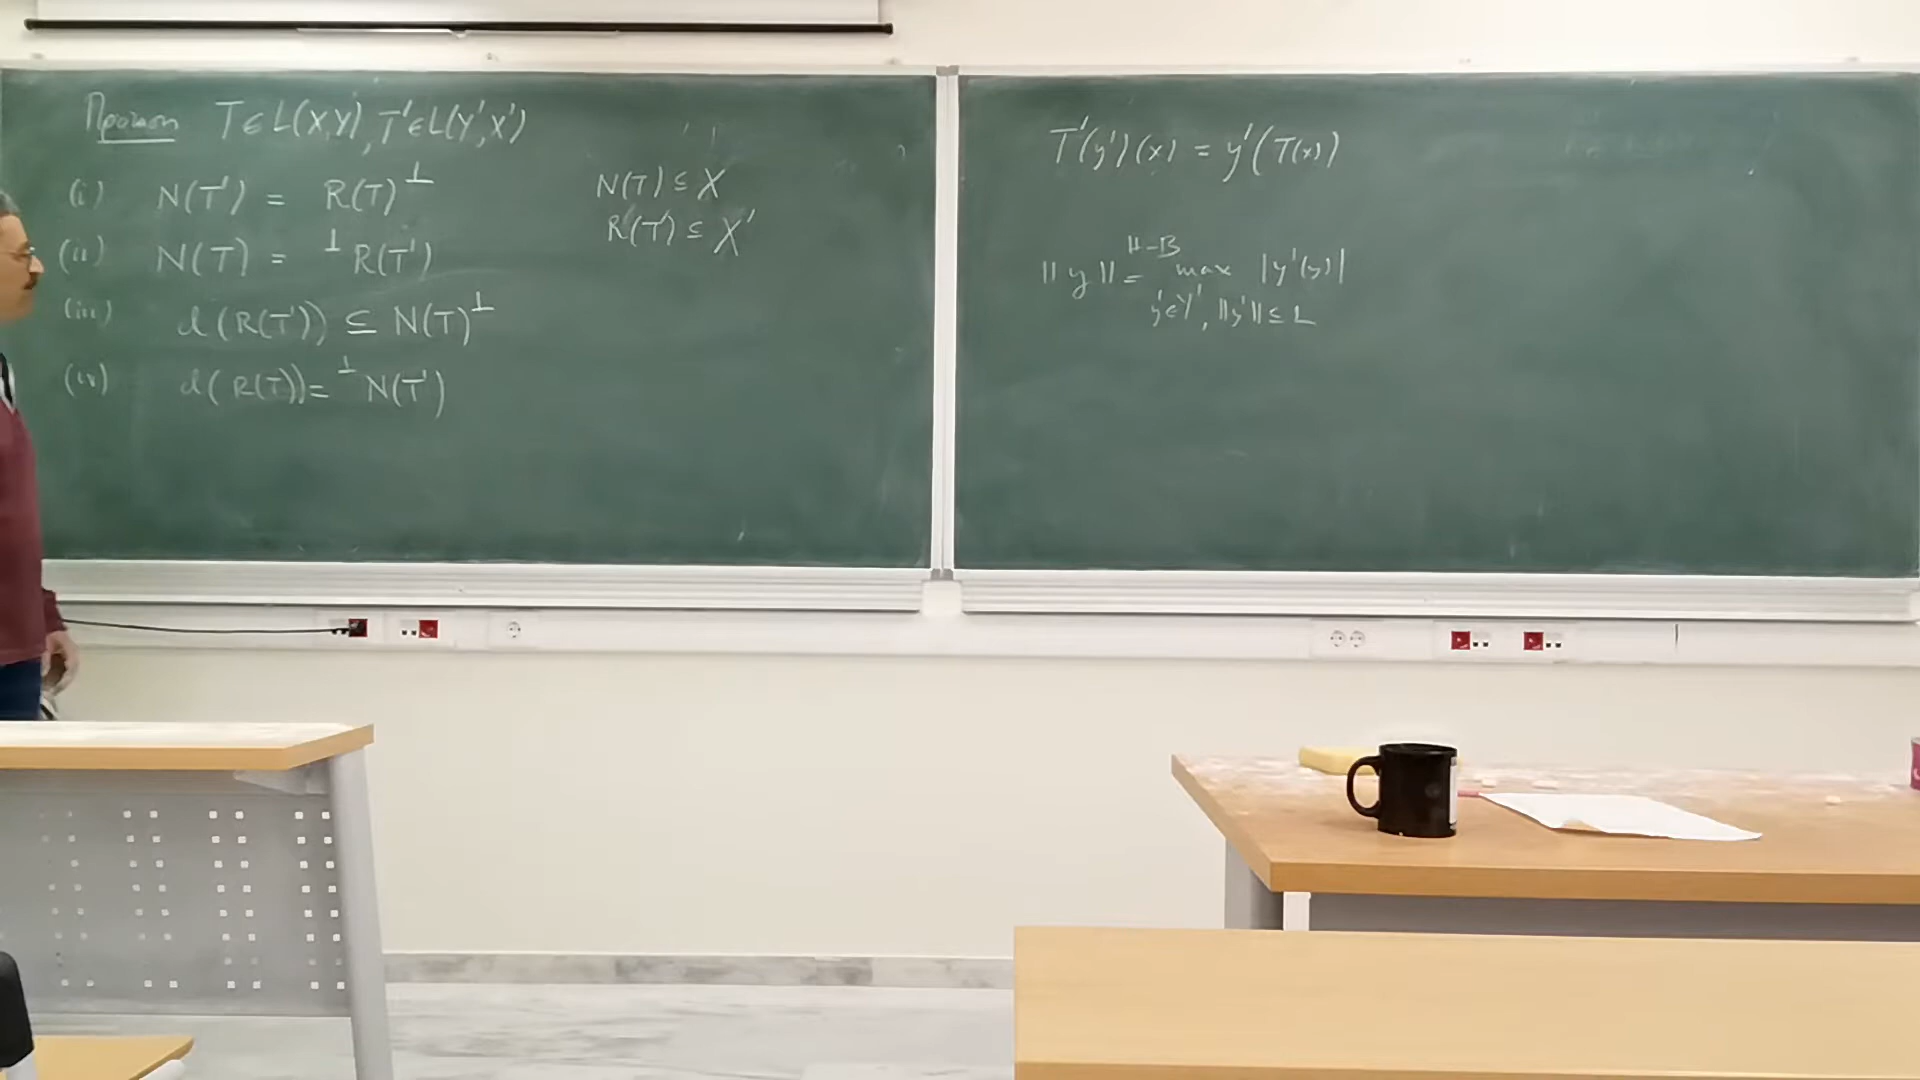 Πρόταση T ∈ L(X,Y), T' ∈ L(Y',X')
(i) N(T') = R(T)^⊥
(ii) N(T) = ^⊥R(T')
(iii) cl(R(T')) ⊆ N(T)^⊥
(iv) cl(R(T)) = ^⊥N(T')
N(T) ⊆ X
R(T') ⊆ X'
T'(y')(x) = y'(T(x))
H-B
||y|| = max |y'(y)|
y'∈Y', ||y'|| ≤ 1